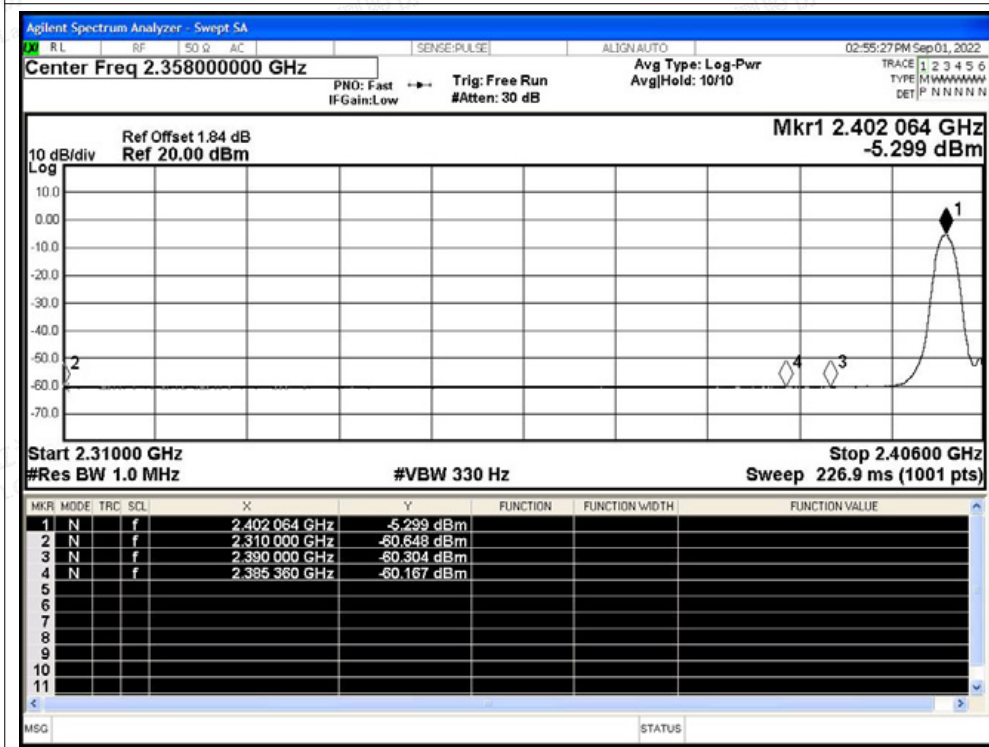 Agilent Spectrum Analyzer - Swept SA
LXI RL RF 50 Ω AC SENSE:PULSE ALIGN AUTO 02:55:27 PM Sep 01, 2022
Center Freq 2.358000000 GHz
PNO: Fast
IFGain:Low
Trig: Free Run
#Atten: 30 dB
Avg Type: Log-Pwr
Avg|Hold: 10/10
TRACE 1 2 3 4 5 6
TYPE MWWWWW
DET P N N N N N
Mkr1 2.402 064 GHz
-5.299 dBm
Ref Offset 1.84 dB
10 dB/div Ref 20.00 dBm
Log
10.0
0.00
-10.0
-20.0
-30.0
-40.0
-50.0
-60.0
-70.0
1
2
4
3
Start 2.31000 GHz Stop 2.40600 GHz
#Res BW 1.0 MHz #VBW 330 Hz Sweep 226.9 ms (1001 pts)
MKR MODE TRC SCL X Y FUNCTION FUNCTION WIDTH FUNCTION VALUE
1 N f 2.402 064 GHz -5.299 dBm
2 N f 2.310 000 GHz -60.648 dBm
3 N f 2.390 000 GHz -60.304 dBm
4 N f 2.385 360 GHz -60.167 dBm
5
6
7
8
9
10
11
MSG STATUS